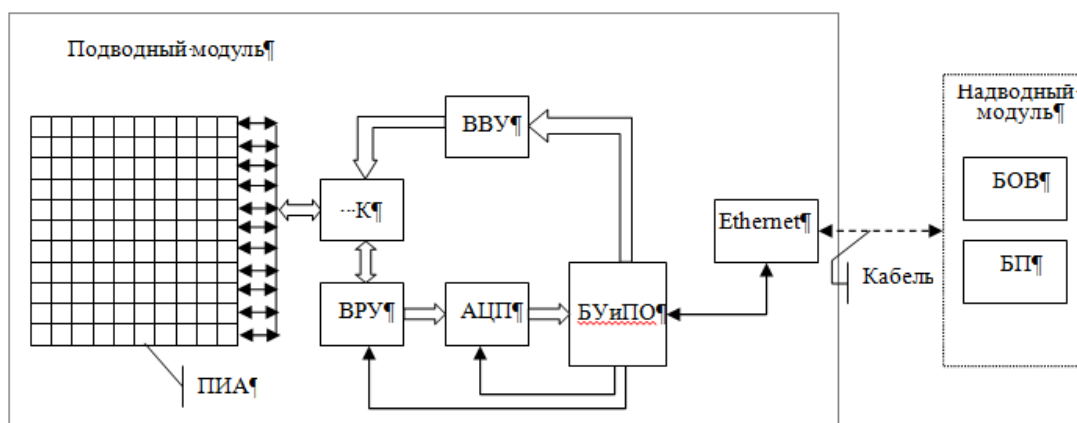 Подводный·модуль¶
Надводный·
модуль¶
ВВУ¶
БОВ¶
···К¶
Ethernet¶
БП¶
Кабель
ВРУ¶
АЦП¶
БУиПО¶
ПИА¶